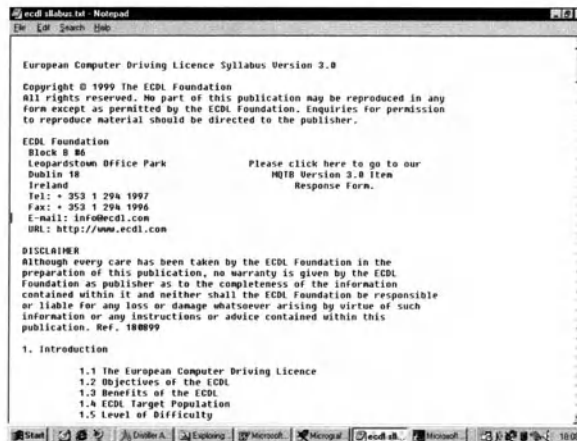 ecdl sllabus.txt - Notepad
File Edit Search Help
European Computer Driving Licence Syllabus Version 3.0
Copyright © 1999 The ECDL Foundation
All rights reserved. No part of this publication may be reproduced in any
form except as permitted by the ECDL Foundation. Enquiries for permission
to reproduce material should be directed to the publisher.
ECDL Foundation
Block B #6
Leopardstown Office Park Please click here to go to our
Dublin 18 MQTB Version 3.0 Item
Ireland Response Form.
Tel: + 353 1 294 1997
Fax: + 353 1 294 1996
E-mail: info@ecdl.com
URL: http://www.ecdl.com
DISCLAIMER
Although every care has been taken by the ECDL Foundation in the
preparation of this publication, no warranty is given by the ECDL
Foundation as publisher as to the completeness of the information
contained within it and neither shall the ECDL Foundation be responsible
or liable for any loss or damage whatsoever arising by virtue of such
information or any instructions or advice contained within this
publication. Ref. 180899
1. Introduction
1.1 The European Computer Driving Licence
1.2 Objectives of the ECDL
1.3 Benefits of the ECDL
1.4 ECDL Target Population
1.5 Level of Difficulty
Start Distiller A... Exploring... Microsoft... Micrograf... ecdl sll... Microsoft...